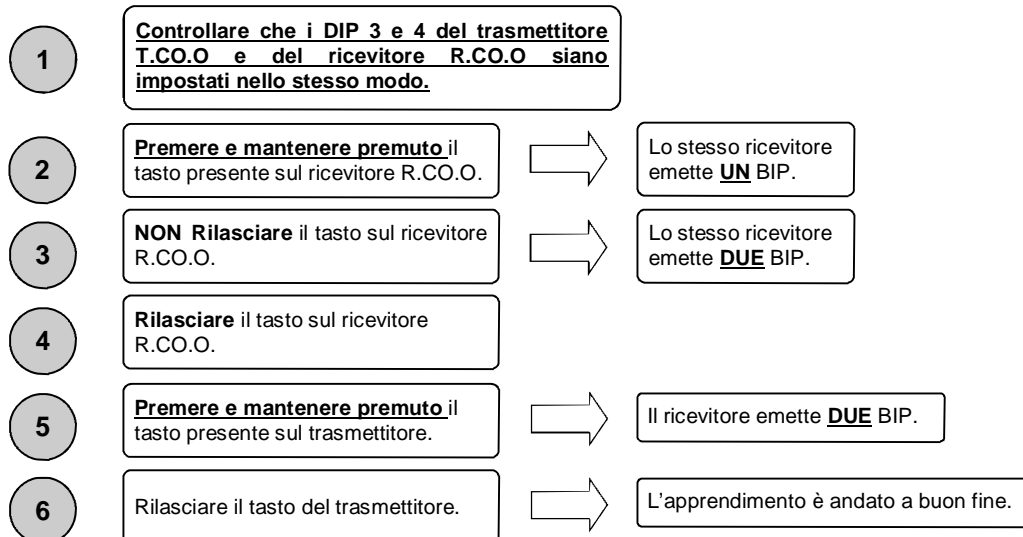 1
Controllare che i DIP 3 e 4 del trasmettitore
T.CO.O e del ricevitore R.CO.O siano
impostati nello stesso modo.
2
Premere e mantenere premuto il
tasto presente sul ricevitore R.CO.O.
Lo stesso ricevitore
emette UN BIP.
3
NON Rilasciare il tasto sul ricevitore
R.CO.O.
Lo stesso ricevitore
emette DUE BIP.
4
Rilasciare il tasto sul ricevitore
R.CO.O.
5
Premere e mantenere premuto il
tasto presente sul trasmettitore.
Il ricevitore emette DUE BIP.
6
Rilasciare il tasto del trasmettitore.
L'apprendimento è andato a buon fine.